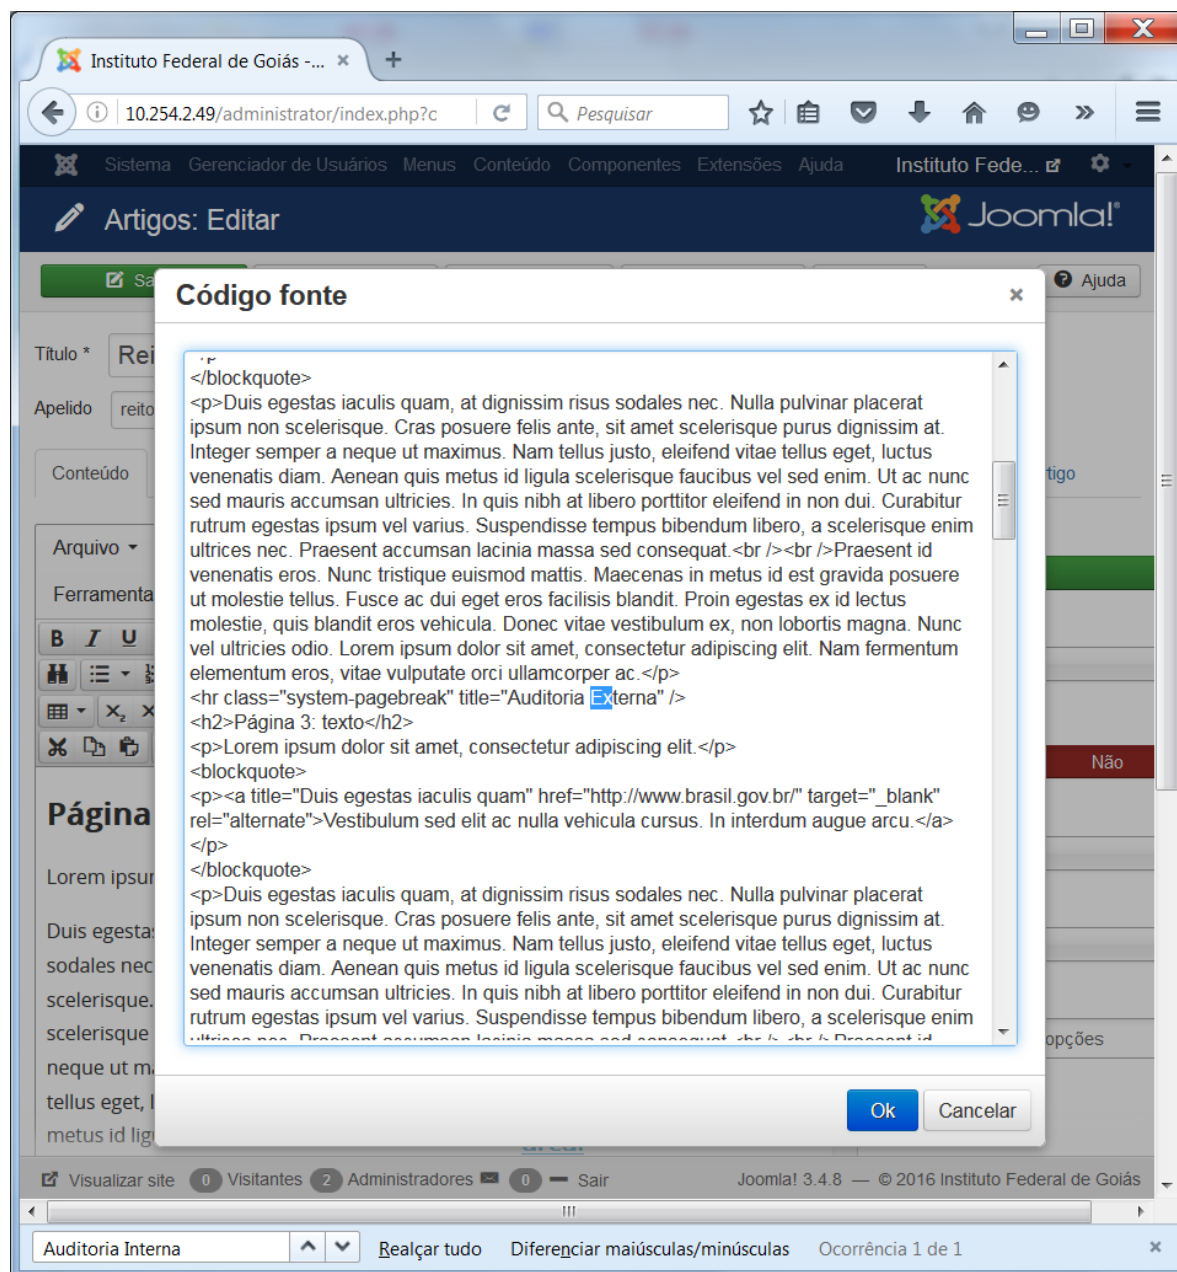 Instituto Federal de Goiás -...
10.254.2.49/administrator/index.php?c
Pesquisar
Sistema Gerenciador de Usuários Menus Conteúdo Componentes Extensões Ajuda Instituto Fede...
Artigos: Editar
Joomla!
Sa
Ajuda
Código fonte
Título * Rei
Apelido reito
Conteúdo
tigo
Arquivo
Ferramenta
B I U
Não
Página
Lorem ipsur
Duis egesta
sodales nec
scelerisque.
scelerisque
neque ut m
tellus eget, l
metus id lig
opções
</blockquote>
<p>Duis egestas iaculis quam, at dignissim risus sodales nec. Nulla pulvinar placerat
ipsum non scelerisque. Cras posuere felis ante, sit amet scelerisque purus dignissim at.
Integer semper a neque ut maximus. Nam tellus justo, eleifend vitae tellus eget, luctus
venenatis diam. Aenean quis metus id ligula scelerisque faucibus vel sed enim. Ut ac nunc
sed mauris accumsan ultricies. In quis nibh at libero porttitor eleifend in non dui. Curabitur
rutrum egestas ipsum vel varius. Suspendisse tempus bibendum libero, a scelerisque enim
ultrices nec. Praesent accumsan lacinia massa sed consequat.<br /><br />Praesent id
venenatis eros. Nunc tristique euismod mattis. Maecenas in metus id est gravida posuere
ut molestie tellus. Fusce ac dui eget eros facilisis blandit. Proin egestas ex id lectus
molestie, quis blandit eros vehicula. Donec vitae vestibulum ex, non lobortis magna. Nunc
vel ultricies odio. Lorem ipsum dolor sit amet, consectetur adipiscing elit. Nam fermentum
elementum eros, vitae vulputate orci ullamcorper ac.</p>
<hr class="system-pagebreak" title="Auditoria Externa" />
<h2>Página 3: texto</h2>
<p>Lorem ipsum dolor sit amet, consectetur adipiscing elit.</p>
<blockquote>
<p><a title="Duis egestas iaculis quam" href="http://www.brasil.gov.br/" target="_blank"
rel="alternate">Vestibulum sed elit ac nulla vehicula cursus. In interdum augue arcu.</a>
</p>
</blockquote>
<p>Duis egestas iaculis quam, at dignissim risus sodales nec. Nulla pulvinar placerat
ipsum non scelerisque. Cras posuere felis ante, sit amet scelerisque purus dignissim at.
Integer semper a neque ut maximus. Nam tellus justo, eleifend vitae tellus eget, luctus
venenatis diam. Aenean quis metus id ligula scelerisque faucibus vel sed enim. Ut ac nunc
sed mauris accumsan ultricies. In quis nibh at libero porttitor eleifend in non dui. Curabitur
rutrum egestas ipsum vel varius. Suspendisse tempus bibendum libero, a scelerisque enim
ultrices nec. Praesent accumsan lacinia massa sed consequat.<br /><br />Praesent id
Ok Cancelar
Visualizar site 0 Visitantes 2 Administradores 0 Sair Joomla! 3.4.8 — © 2016 Instituto Federal de Goiás
Auditoria Interna Realçar tudo Diferenciar maiúsculas/minúsculas Ocorrência 1 de 1